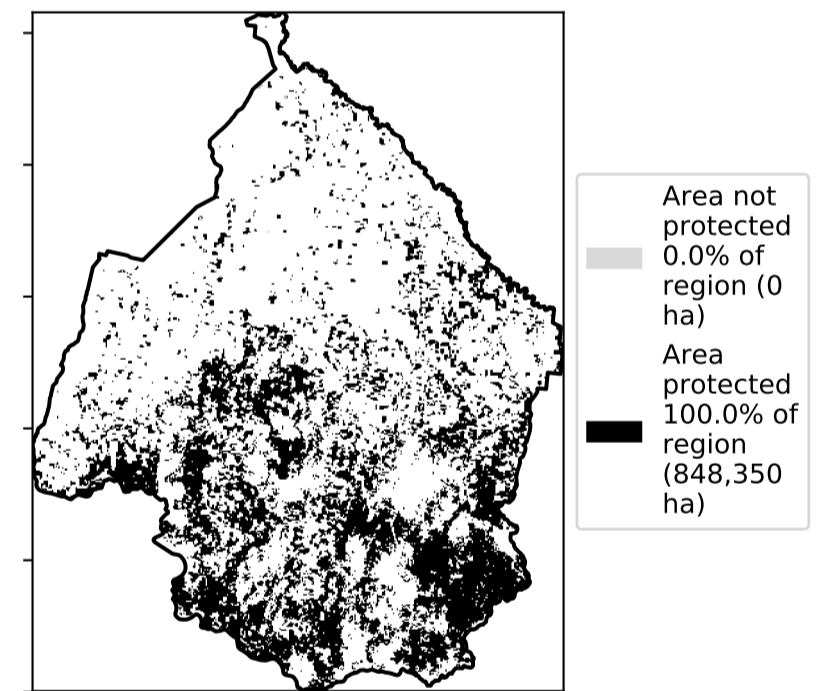 Area not
protected
0.0% of
region (0
ha)
Area
protected
100.0% of
region
(848,350
ha)